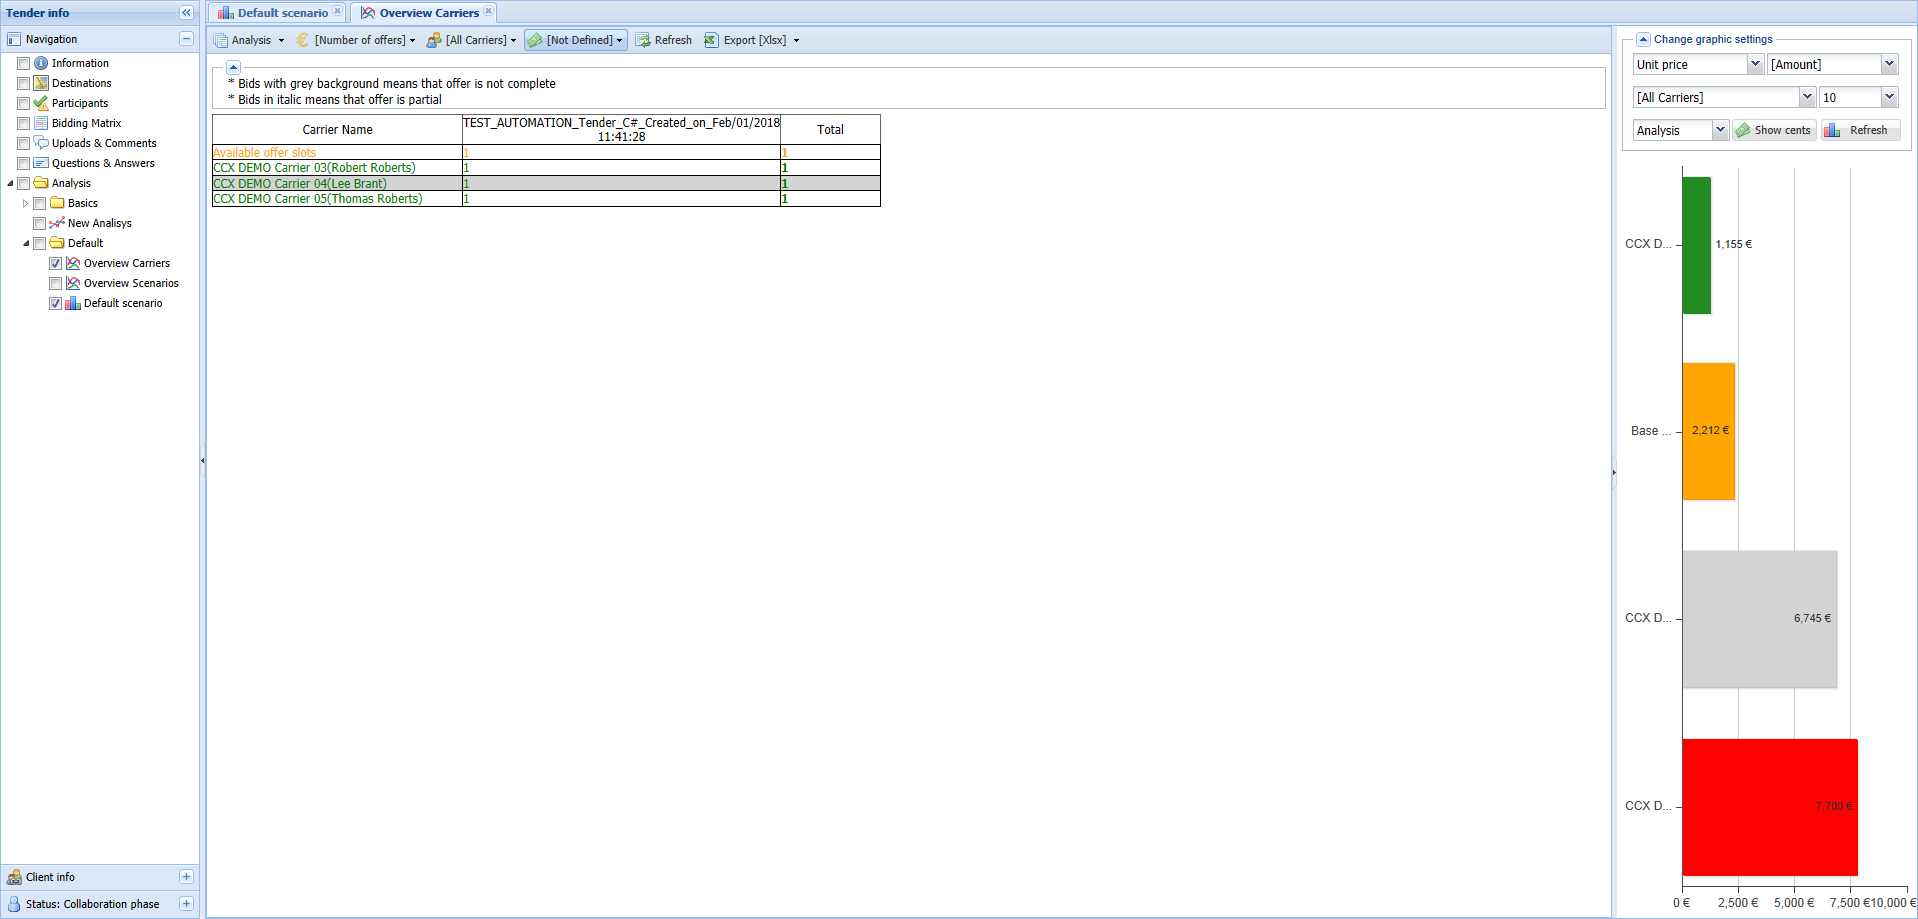 Tender info
Navigation
Information
Destinations
Participants
Bidding Matrix
Uploads & Comments
Questions & Answers
Analysis
Basics
New Analisys
Default
Overview Carriers
Overview Scenarios
Default scenario
Client info
Status: Collaboration phase
Default scenario Overview Carriers
Analysis [Number of offers] [All Carriers] [Not Defined] Refresh Export [Xlsx]
* Bids with grey background means that offer is not complete
* Bids in italic means that offer is partial
Carrier Name TEST_AUTOMATION_Tender_C#_Created_on_Feb/01/2018 11:41:28 Total
Available offer slots 1 1
CCX DEMO Carrier 03(Robert Roberts) 1 1
CCX DEMO Carrier 04(Lee Brant) 1 1
CCX DEMO Carrier 05(Thomas Roberts) 1 1
Change graphic settings
Unit price [Amount]
[All Carriers] 10
Analysis Show cents Refresh
CCX D... 1,155 €
Base ... 2,212 €
CCX D... 6,745 €
CCX D... 7,700 €
0 € 2,500 € 5,000 € 7,500 € 10,000 €